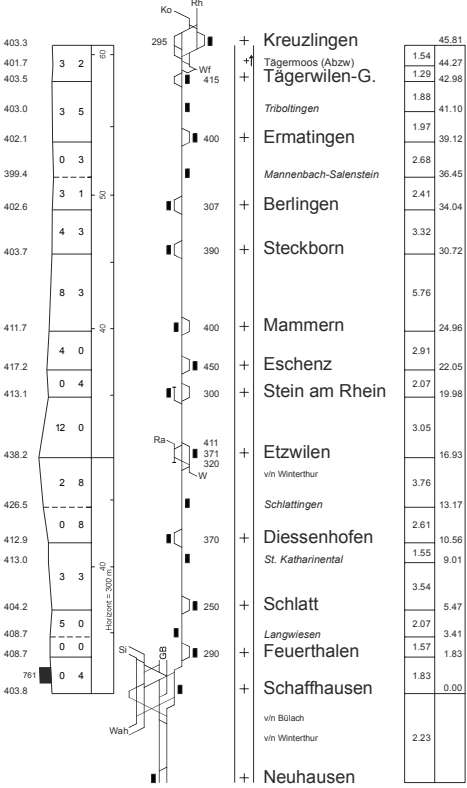 Ko Rh
403.3 295 + Kreuzlingen 45.81
1.54
401.7 3 2 60 Tägermoos (Abzw) 44.27
Wf 1.29
403.5 415 + Tägerwilen-G. 42.98
1.88
403.0 3 5 Triboltingen 41.10
1.97
402.1 400 + Ermatingen 39.12
0 3 2.68
399.4 Mannenbach-Salenstein 36.45
3 1 50 2.41
402.6 307 + Berlingen 34.04
4 3 3.32
403.7 390 + Steckborn 30.72
8 3 5.76
411.7 40 400 + Mammern 24.96
4 0 2.91
417.2 450 + Eschenz 22.05
0 4 2.07
413.1 300 + Stein am Rhein 19.98
12 0 3.05
Ra 411
438.2 371 + Etzwilen 16.93
320
W v/n Winterthur
2 8 3.76
426.5 Schlattingen 13.17
0 8 2.61
412.9 370 + Diessenhofen 10.56
1.55
413.0 40 St. Katharinental 9.01
3 3 Horizont = 300 m 3.54
404.2 250 + Schlatt 5.47
5 0 2.07
408.7 Langwiesen 3.41
0 0 Si GB 1.57
408.7 290 + Feuerthalen 1.83
761 0 4 1.83
403.8 + Schaffhausen 0.00
v/n Bülach
Wah v/n Winterthur 2.23
+ Neuhausen